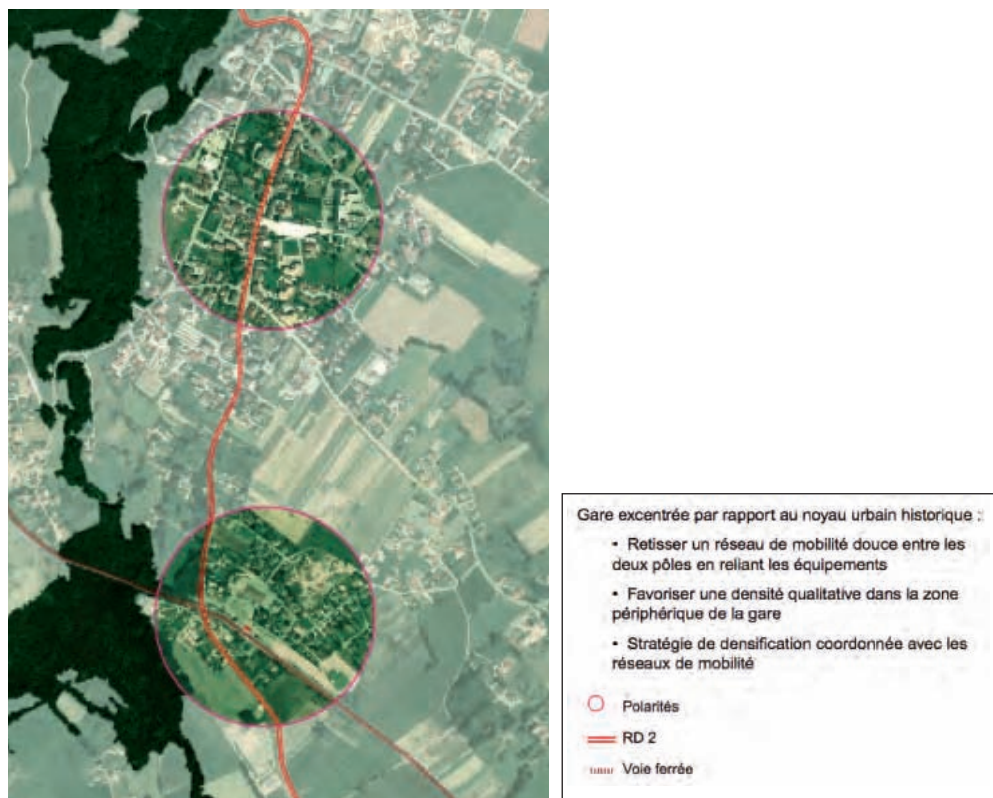 Gare excentrée par rapport au noyau urbain historique :
• Retisser un réseau de mobilité douce entre les
deux pôles en reliant les équipements
• Favoriser une densité qualitative dans la zone
périphérique de la gare
• Stratégie de densification coordonnée avec les
réseaux de mobilité
Polarités
RD 2
Voie ferrée